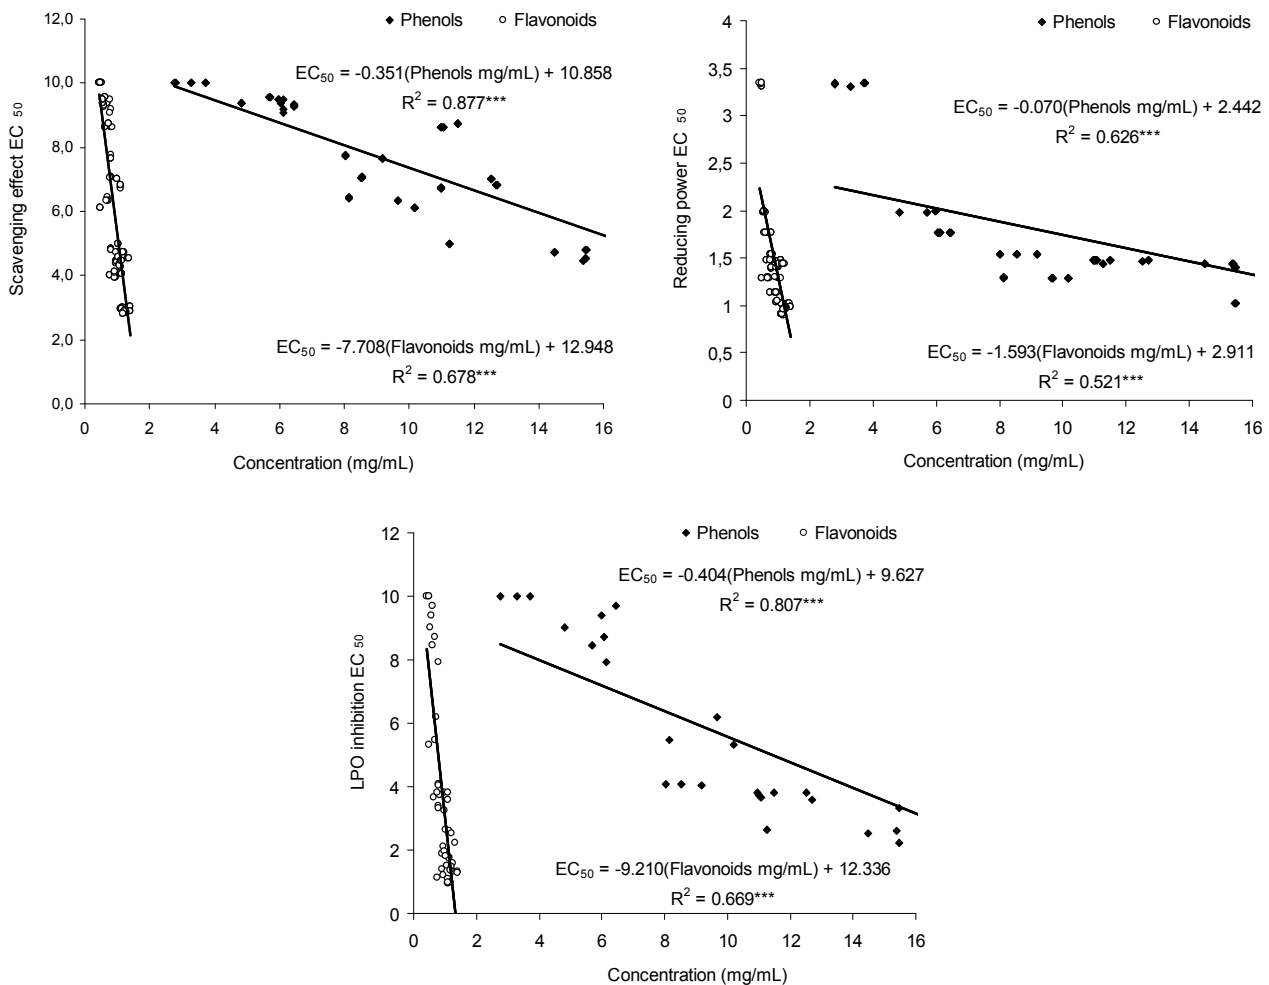 Phenols Flavonoids
12,0
10,0
8,0
6,0
4,0
2,0
0,0
Scavenging effect EC 50
EC50 = -0.351(Phenols mg/mL) + 10.858
R2 = 0.877***
EC50 = -7.708(Flavonoids mg/mL) + 12.948
R2 = 0.678***
0 2 4 6 8 10 12 14 16
Concentration (mg/mL)
Phenols Flavonoids
4
3,5
3
2,5
2
1,5
1
0,5
0
Reducing power EC 50
EC50 = -0.070(Phenols mg/mL) + 2.442
R2 = 0.626***
EC50 = -1.593(Flavonoids mg/mL) + 2.911
R2 = 0.521***
0 2 4 6 8 10 12 14 16
Concentration (mg/mL)
Phenols Flavonoids
12
10
8
6
4
2
0
LPO inhibition EC 50
EC50 = -0.404(Phenols mg/mL) + 9.627
R2 = 0.807***
EC50 = -9.210(Flavonoids mg/mL) + 12.336
R2 = 0.669***
0 2 4 6 8 10 12 14 16
Concentration (mg/mL)